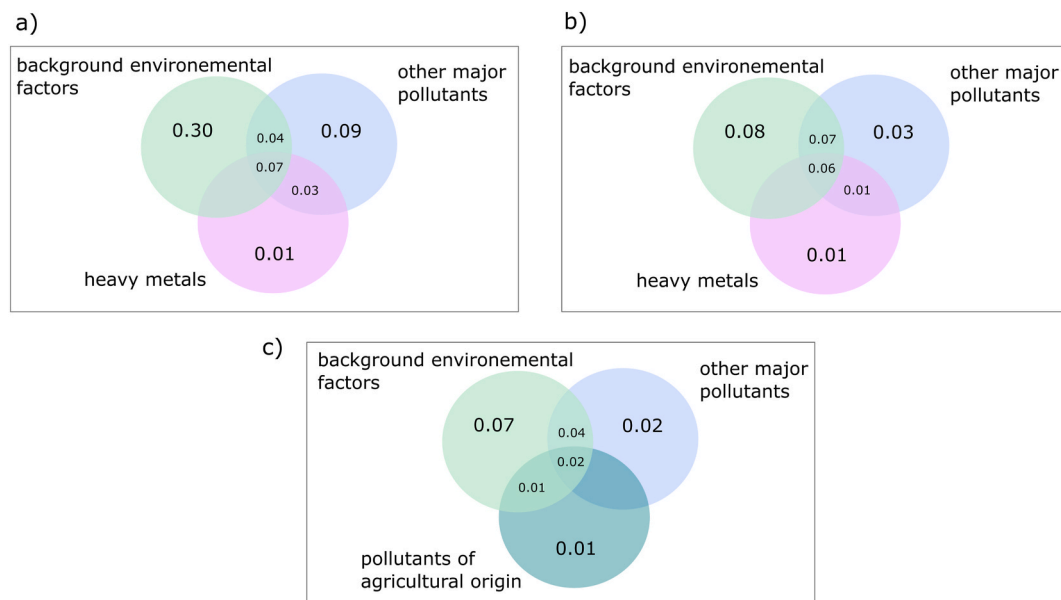 a)
background environemental
factors
other major
pollutants
0.30
0.04
0.09
0.07
0.03
0.01
heavy metals
b)
background environemental
factors
other major
pollutants
0.08
0.07
0.03
0.06
0.01
0.01
heavy metals
c)
background environemental
factors
other major
pollutants
0.07
0.04
0.02
0.02
0.01
0.01
pollutants of
agricultural origin